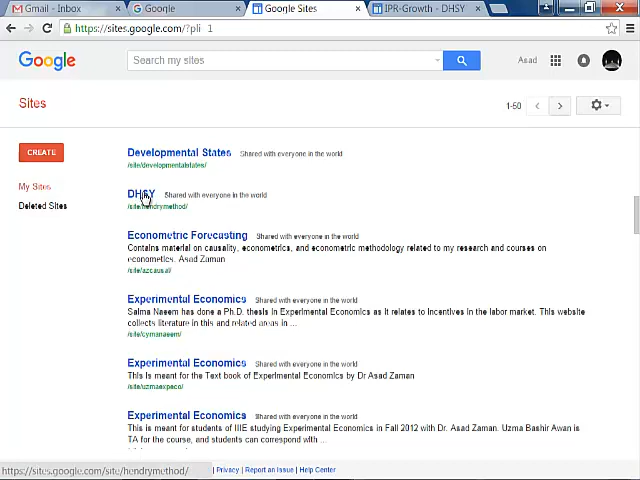 Gmail - Inbox
Google
Google Sites
IPR-Growth - DHSY
https://sites.google.com/site/?pli 1
Google
Search my sites
Asad
Sites
1-50
CREATE
My Sites
Deleted Sites
Developmental States Shared with everyone in the world
/site/developmentalstates/
DHSY Shared with everyone in the world
/site/hendrymethod/
Econometric Forecasting Shared with everyone in the world
Contains material on causality, econometrics, and econometric methodology related to my research and courses on
econometics. Asad Zaman
/site/azcausal/
Experimental Economics Shared with everyone in the world
Salma Naeem has done a Ph.D. thesis in Experimental Economics as it relates to Incentives in the labor market. This website
collects literature in this and related areas in ...
/site/cymanaeem/
Experimental Economics Shared with everyone in the world
This is meant for the Text book of Experimental Economics by Dr Asad Zaman
/site/uzmaexpeco/
Experimental Economics Shared with everyone in the world
This is meant for students of IIIE studying Experimental Economics in Fall 2012 with Dr. Asad Zaman. Uzma Bashir Awan is
TA for the course, and students can correspond with ...
https://sites.google.com/site/hendrymethod/ | Privacy | Report an Issue | Help Center